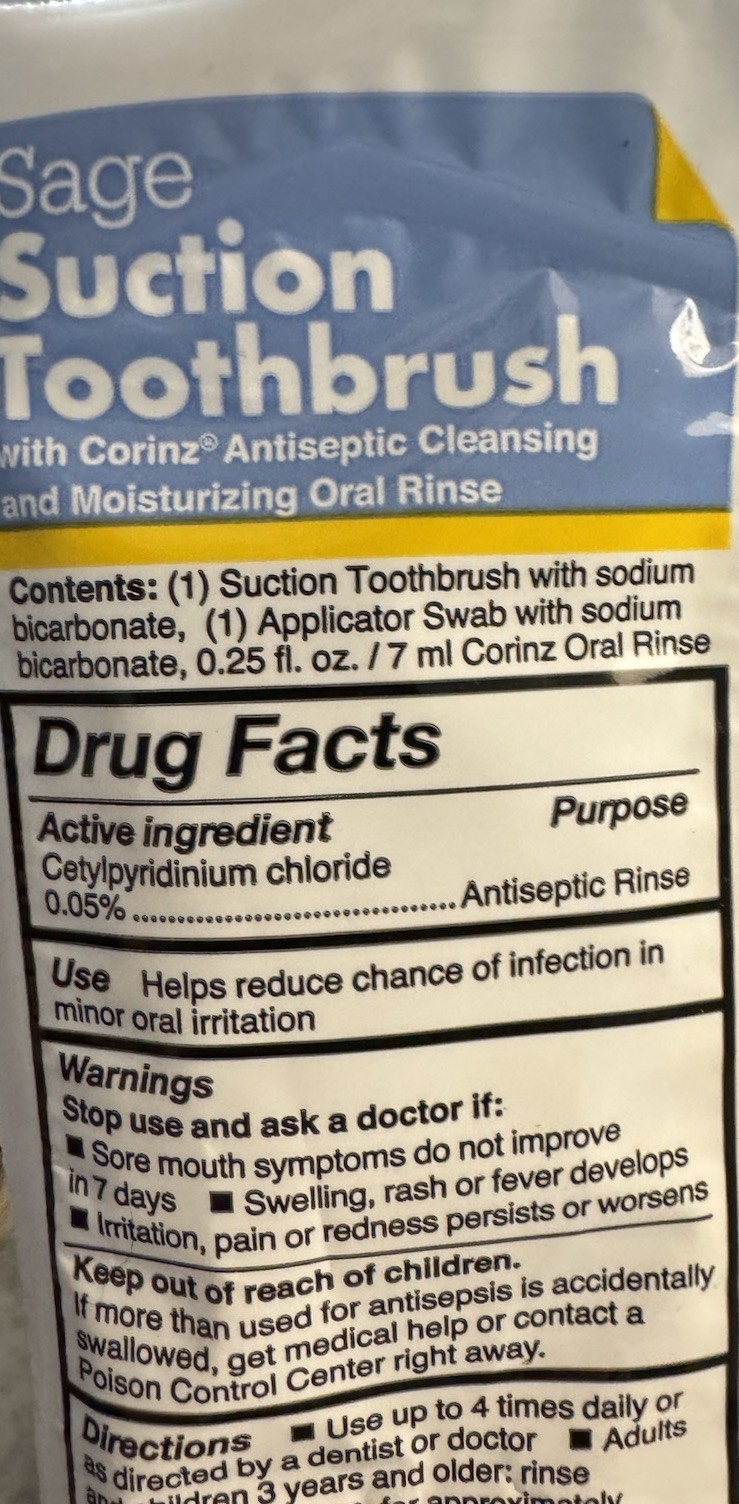 Sage
Suction
Toothbrush
with Corinz® Antiseptic Cleansing
and Moisturizing Oral Rinse
Contents: (1) Suction Toothbrush with sodium
bicarbonate, (1) Applicator Swab with sodium
bicarbonate, 0.25 fl. oz. / 7 ml Corinz Oral Rinse
Drug Facts
Active ingredient Purpose
Cetylpyridinium chloride
0.05%.....................................Antiseptic Rinse
Use Helps reduce chance of infection in
minor oral irritation
Warnings
Stop use and ask a doctor if:
■ Sore mouth symptoms do not improve
in 7 days ■ Swelling, rash or fever develops
■ Irritation, pain or redness persists or worsens
Keep out of reach of children.
If more than used for antisepsis is accidentally
swallowed, get medical help or contact a
Poison Control Center right away.
Directions ■ Use up to 4 times daily or
as directed by a dentist or doctor ■ Adults
and children 3 years and older: rinse
for approximately